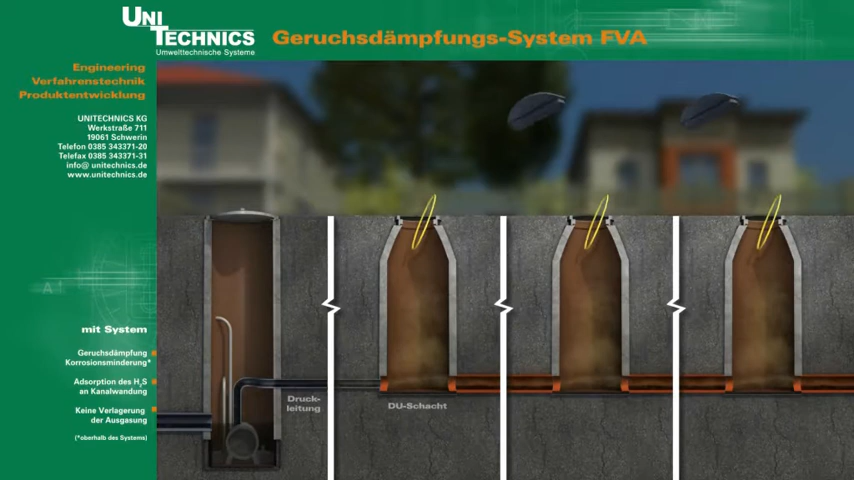 UNI
TECHNICS
Umwelttechnische Systeme
Geruchsdämpfungs-System FVA
Engineering
Verfahrenstechnik
Produktentwicklung
UNITECHNICS KG
Werkstraße 711
19061 Schwerin
Telefon 0385 343371-20
Telefax 0385 343371-31
info@ unitechnics.de
www.unitechnics.de
mit System
Geruchsdämpfung
Korrosionsminderung*
Adsorption des H₂S
an Kanalwandung
Keine Verlagerung
der Ausgasung
(*oberhalb des Systems)
Druck-
leitung
DÜ-Schacht